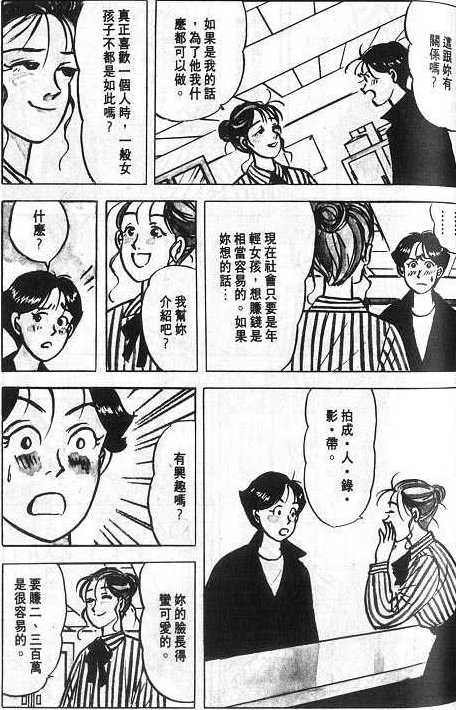 這跟妳有
關係嗎？
如果是我的話
，為了他我什
麼都可以做。
真正喜歡一個人時，一般女
孩子不都是如此嗎？
……
現在社會只要是年
輕女孩，想賺錢是
相當容易的。如果
妳想的話…
我幫妳
介紹吧？
什麼？
拍成·人·錄·
影·帶。
有興趣嗎？
妳的臉長得
蠻可愛的。
要賺二、三百萬
是很容易的。